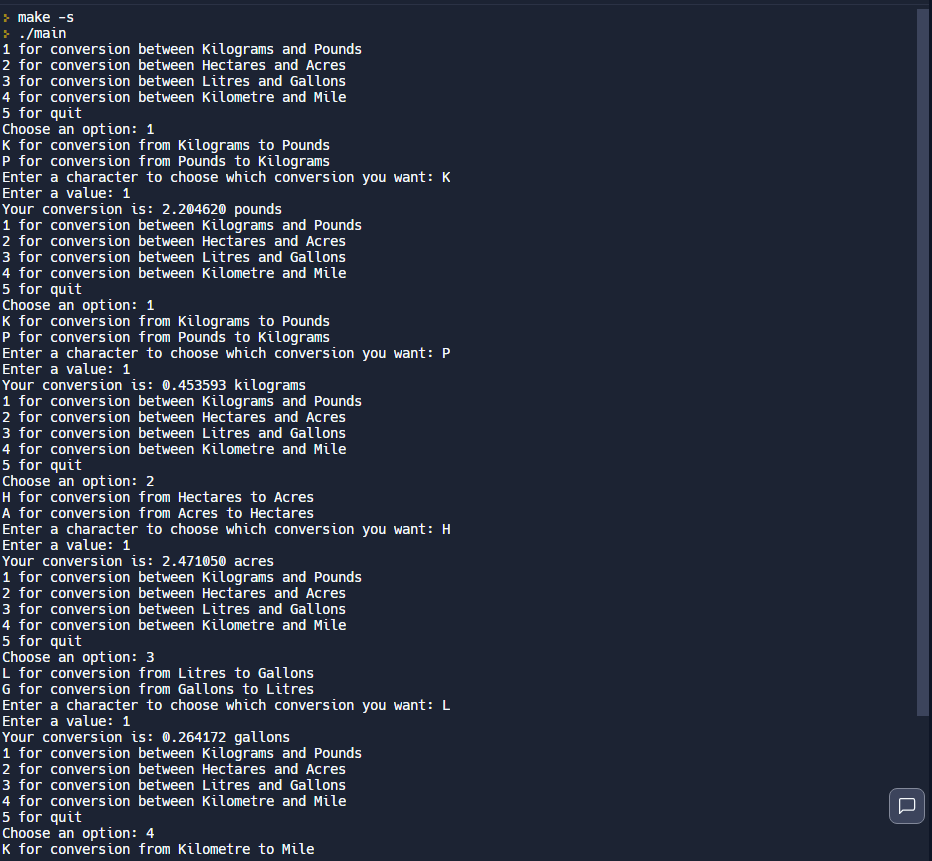 make -s
./main
1 for conversion between Kilograms and Pounds
2 for conversion between Hectares and Acres
3 for conversion between Litres and Gallons
4 for conversion between Kilometre and Mile
5 for quit
Choose an option: 1
K for conversion from Kilograms to Pounds
P for conversion from Pounds to Kilograms
Enter a character to choose which conversion you want: K
Enter a value: 1
Your conversion is: 2.204620 pounds
1 for conversion between Kilograms and Pounds
2 for conversion between Hectares and Acres
3 for conversion between Litres and Gallons
4 for conversion between Kilometre and Mile
5 for quit
Choose an option: 1
K for conversion from Kilograms to Pounds
P for conversion from Pounds to Kilograms
Enter a character to choose which conversion you want: P
Enter a value: 1
Your conversion is: 0.453593 kilograms
1 for conversion between Kilograms and Pounds
2 for conversion between Hectares and Acres
3 for conversion between Litres and Gallons
4 for conversion between Kilometre and Mile
5 for quit
Choose an option: 2
H for conversion from Hectares to Acres
A for conversion from Acres to Hectares
Enter a character to choose which conversion you want: H
Enter a value: 1
Your conversion is: 2.471050 acres
1 for conversion between Kilograms and Pounds
2 for conversion between Hectares and Acres
3 for conversion between Litres and Gallons
4 for conversion between Kilometre and Mile
5 for quit
Choose an option: 3
L for conversion from Litres to Gallons
G for conversion from Gallons to Litres
Enter a character to choose which conversion you want: L
Enter a value: 1
Your conversion is: 0.264172 gallons
1 for conversion between Kilograms and Pounds
2 for conversion between Hectares and Acres
3 for conversion between Litres and Gallons
4 for conversion between Kilometre and Mile
5 for quit
Choose an option: 4
K for conversion from Kilometre to Mile